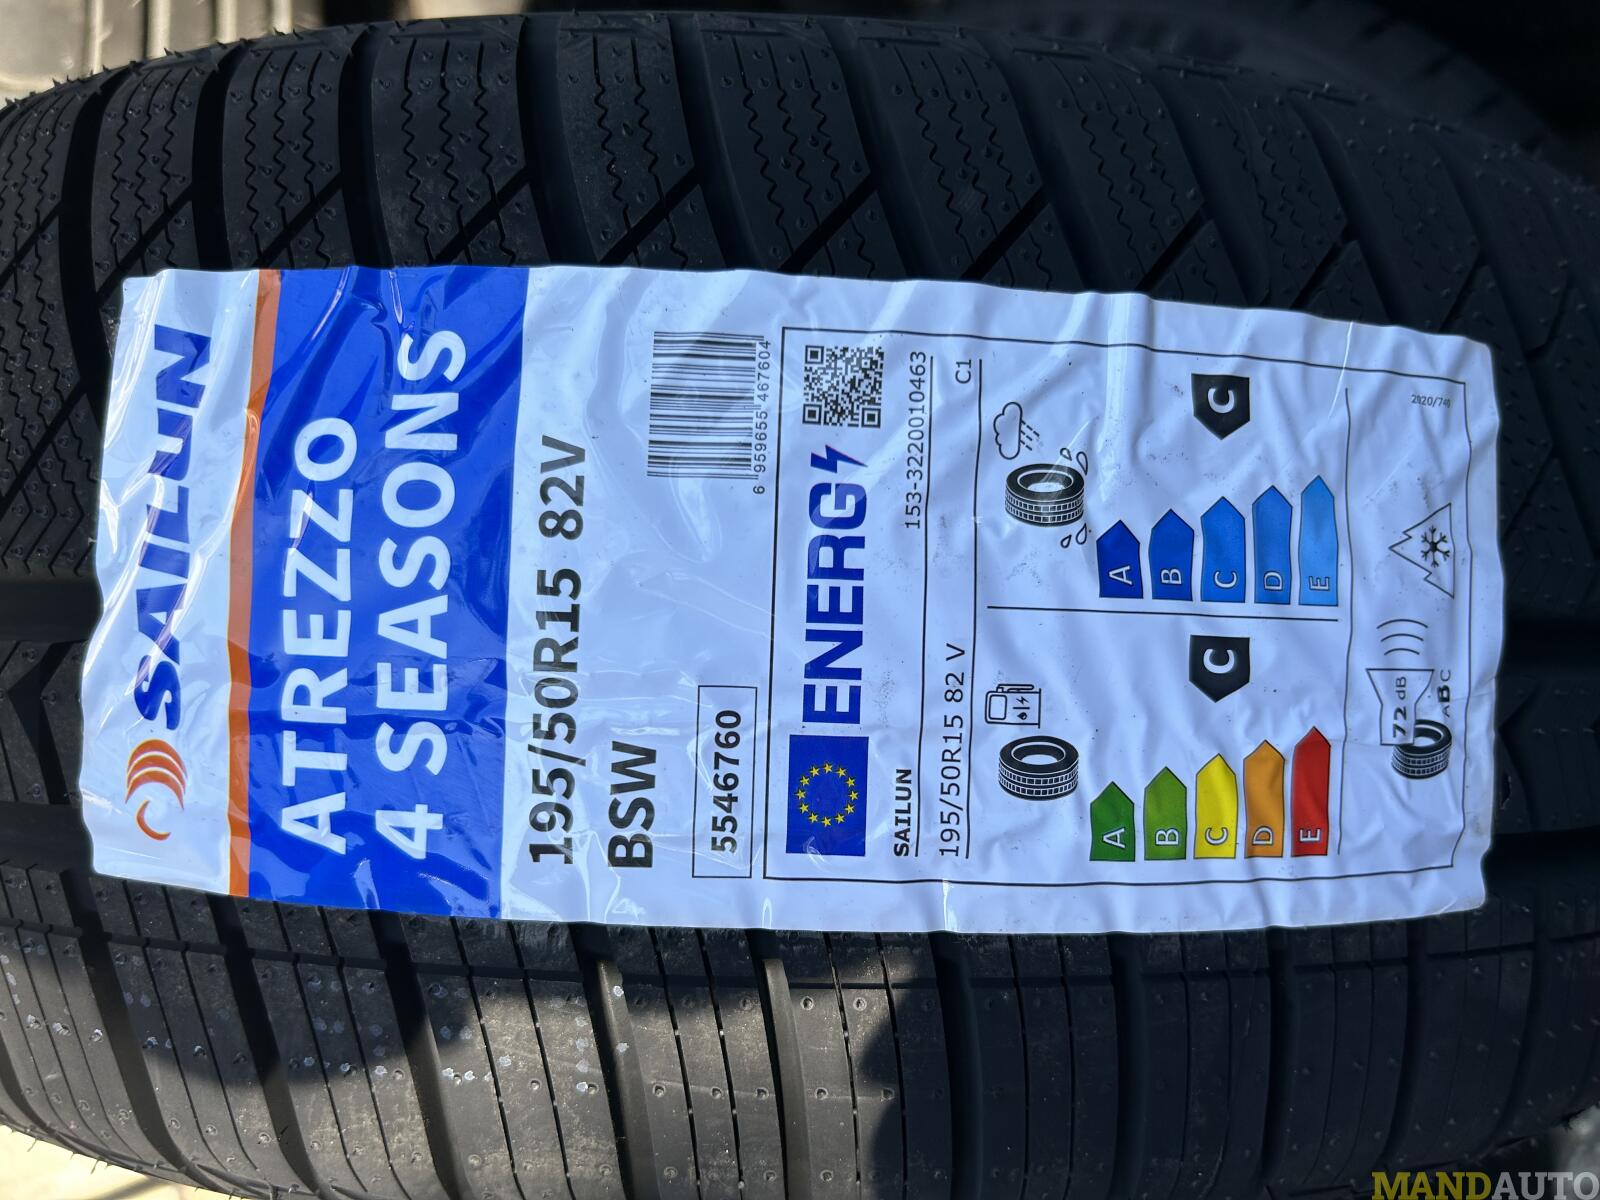 SAILUN
ATREZZO
4 SEASONS
195/50R15 82V
BSW
5546760
6 959655 467604
ENERG
SAILUN
153-3220010463
195/50R15 82 V
C1
A
B
C
D
E
C
A
B
C
D
E
C
72 dB
ABC
2020/740
MANDAUTO